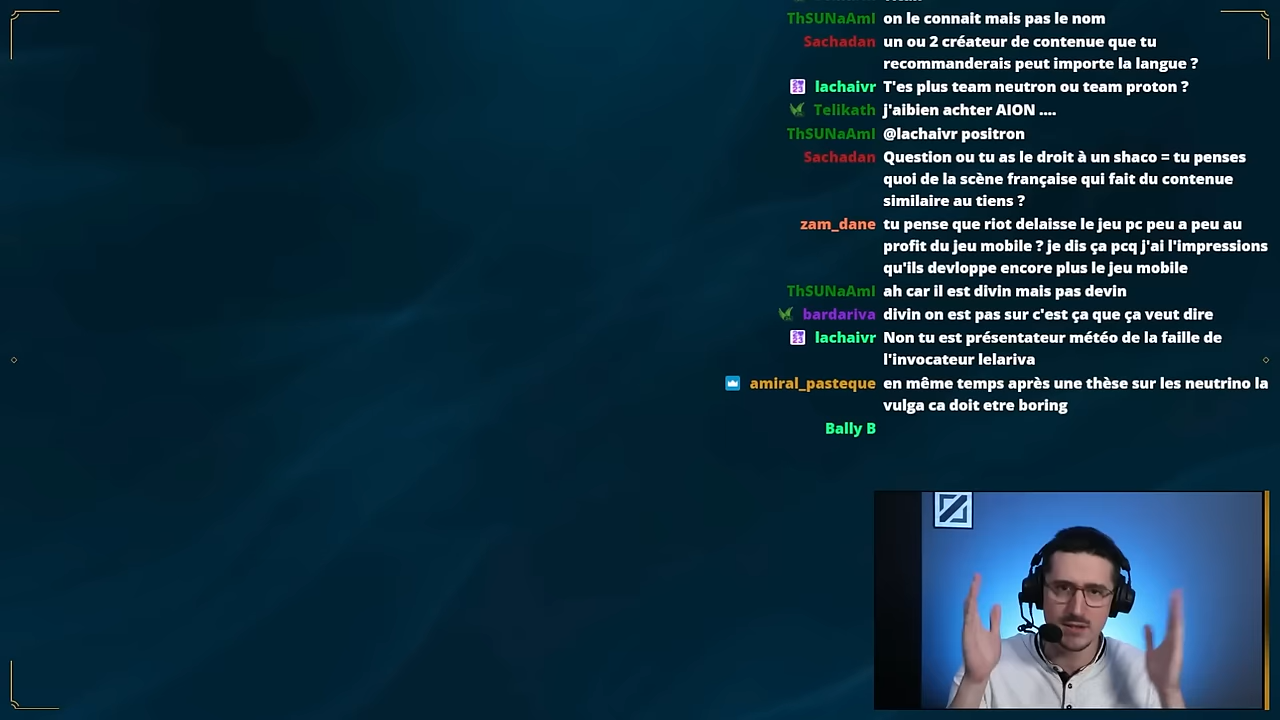 ThSUNaAmI on le connait mais pas le nom
Sachadan un ou 2 créateur de contenue que tu
recommanderais peut importe la langue ?
lachaivr T'es plus team neutron ou team proton ?
Telikath j'aibien achter AION ....
ThSUNaAmI @lachaivr positron
Sachadan Question ou tu as le droit à un shaco = tu penses
quoi de la scène française qui fait du contenue
similaire au tiens ?
zam_dane tu pense que riot delaisse le jeu pc peu a peu au
profit du jeu mobile ? je dis ça pcq j'ai l'impressions
qu'ils devloppe encore plus le jeu mobile
ThSUNaAmI ah car il est divin mais pas devin
bardariva divin on est pas sur c'est ça que ça veut dire
lachaivr Non tu est présentateur météo de la faille de
l'invocateur lelariva
amiral_pasteque en même temps après une thèse sur les neutrino la
vulga ca doit etre boring
Bally B